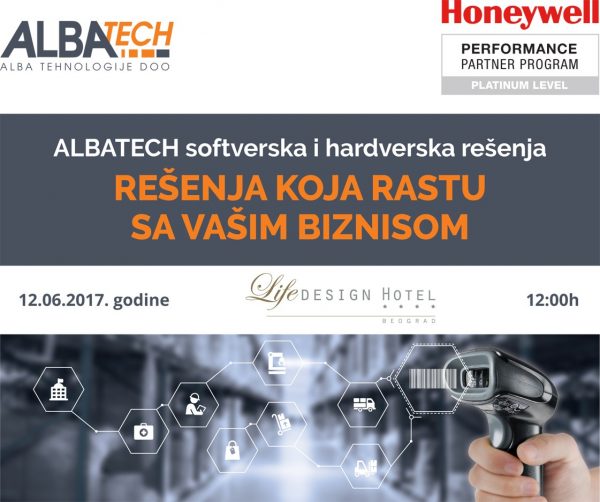 ALBATECH
ALBA TEHNOLOGIJE DOO
Honeywell
PERFORMANCE
PARTNER PROGRAM
PLATINUM LEVEL
ALBATECH softverska i hardverska rešenja
REŠENJA KOJA RASTU
SA VAŠIM BIZNISOM
12.06.2017. godine
Life DESIGN HOTEL
BEOGRAD
12:00h